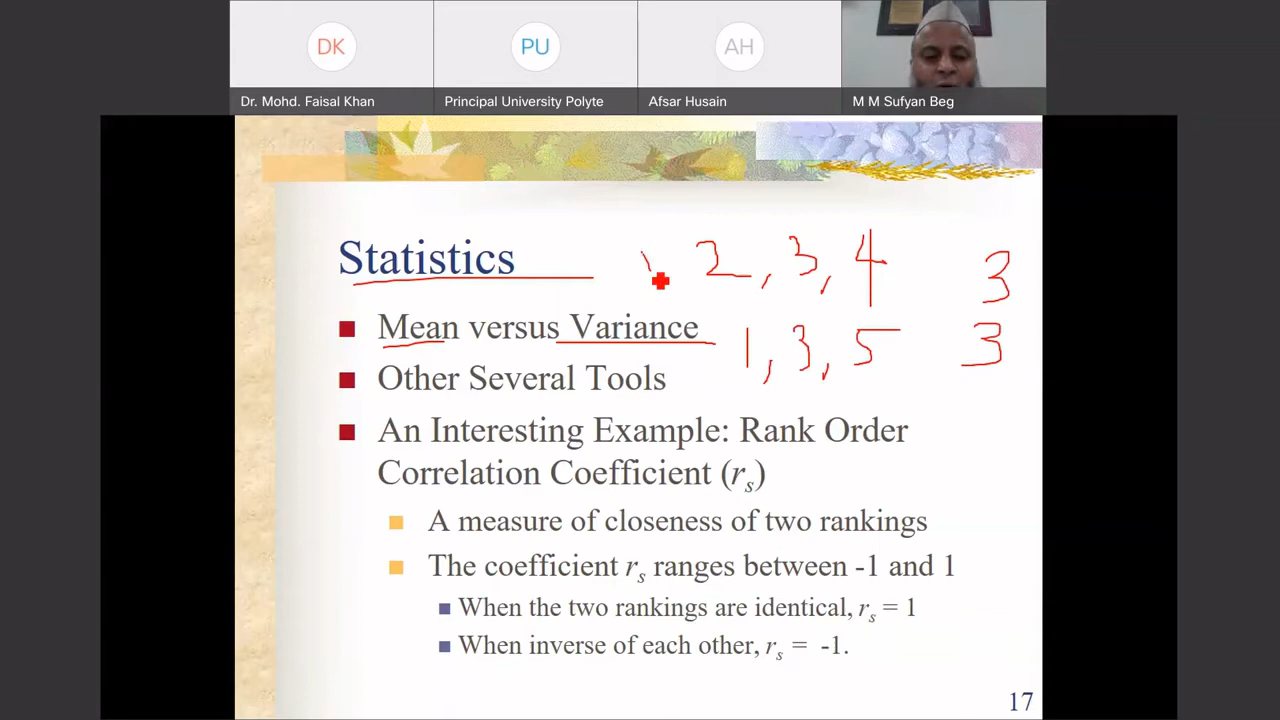 DK PU AH
Dr. Mohd. Faisal Khan Principal University Polyte Afsar Husain M M Sufyan Beg
Statistics 2, 3, 4 3
Mean versus Variance 1, 3, 5 3
Other Several Tools
An Interesting Example: Rank Order
Correlation Coefficient (rs)
A measure of closeness of two rankings
The coefficient rs ranges between -1 and 1
When the two rankings are identical, rs = 1
When inverse of each other, rs = -1.
17